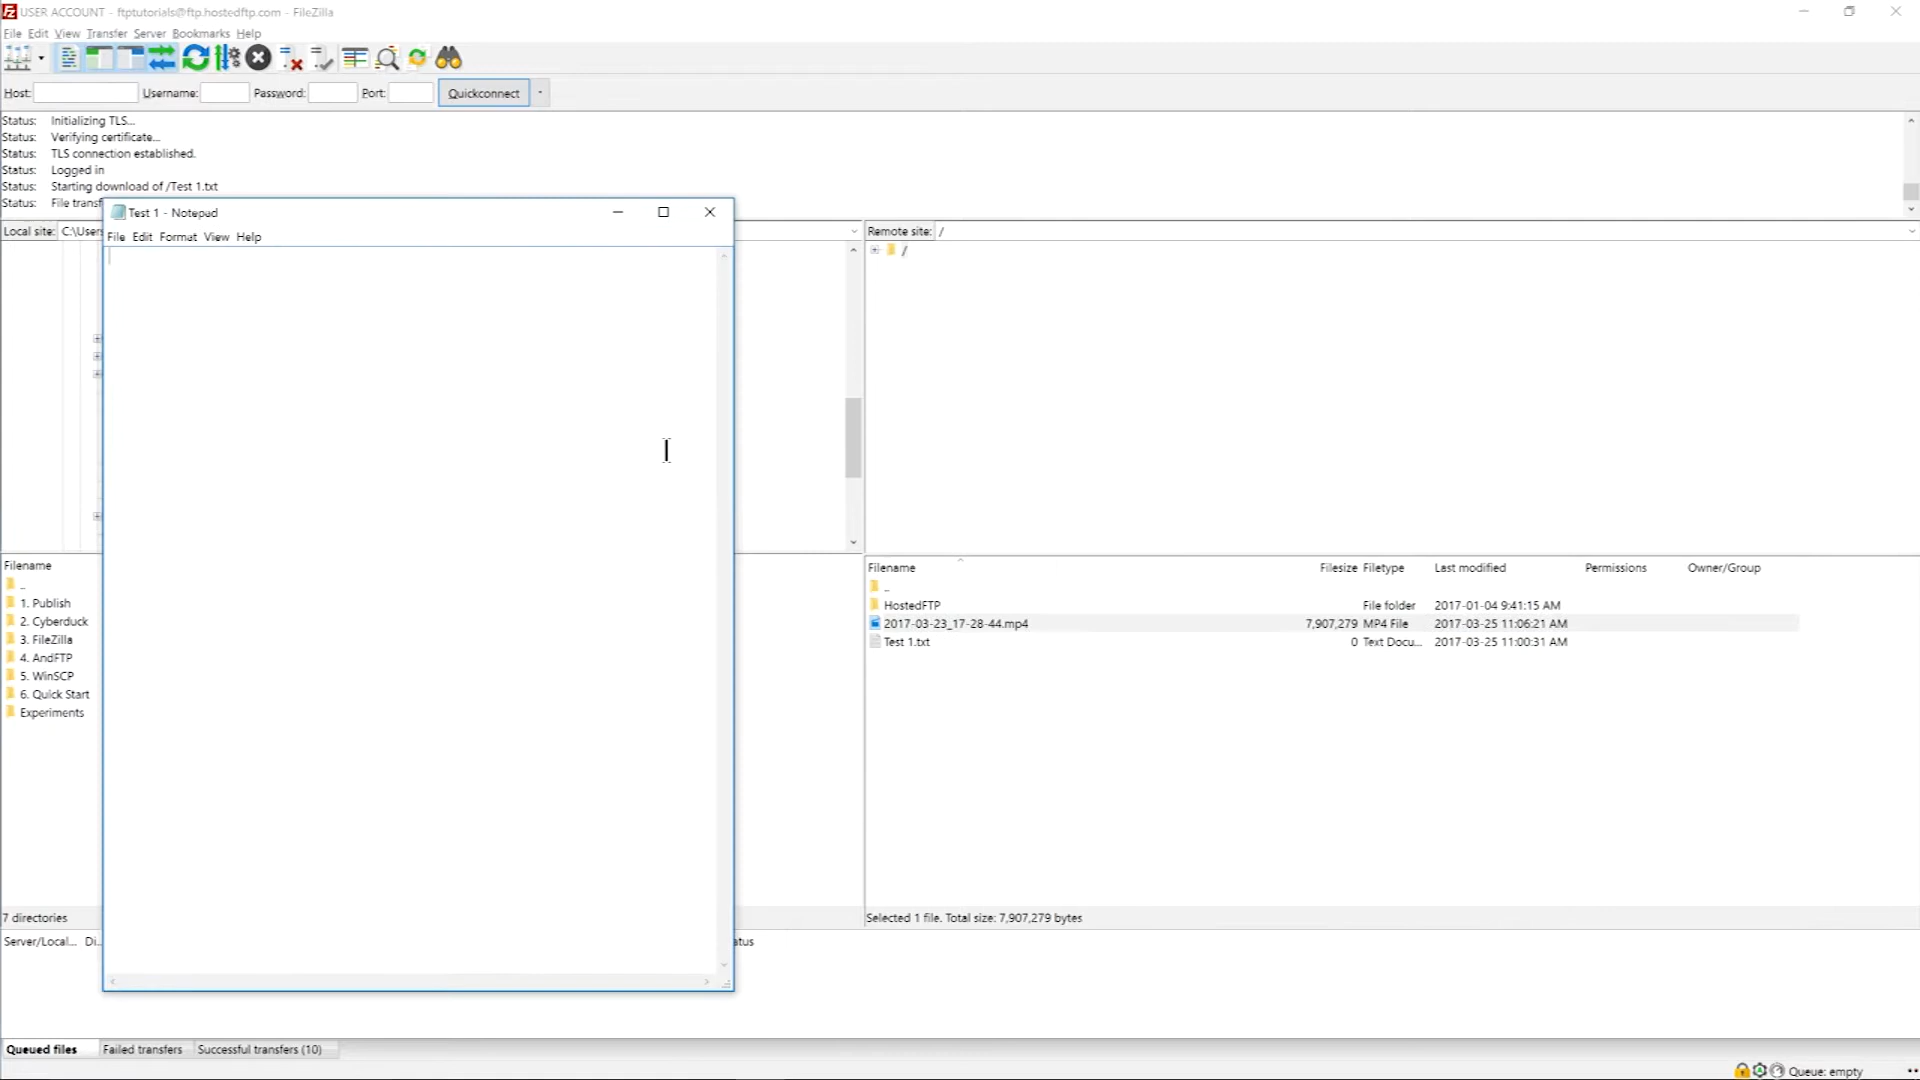 USER ACCOUNT - ftptutorials@ftp.hostedftp.com - FileZilla
File Edit View Transfer Server Bookmarks Help
Host: Username: Password: Port: Quickconnect
Status: Initializing TLS...
Status: Verifying certificate...
Status: TLS connection established.
Status: Logged in
Status: Starting download of /Test 1.txt
Status: File transf
Test 1 - Notepad
File Edit Format View Help
Local site: C:\Users
Remote site: /
/
Filename
..
1. Publish
2. Cyberduck
3. FileZilla
4. AndFTP
5. WinSCP
6. Quick Start
Experiments
7 directories
Filename Filesize Filetype Last modified Permissions Owner/Group
..
HostedFTP File folder 2017-01-04 9:41:15 AM
2017-03-23_17-28-44.mp4 7,907,279 MP4 File 2017-03-25 11:06:21 AM
Test 1.txt 0 Text Docu... 2017-03-25 11:00:31 AM
Selected 1 file. Total size: 7,907,279 bytes
Server/Local... Di... atus
Queued files Failed transfers Successful transfers (10)
Queue: empty